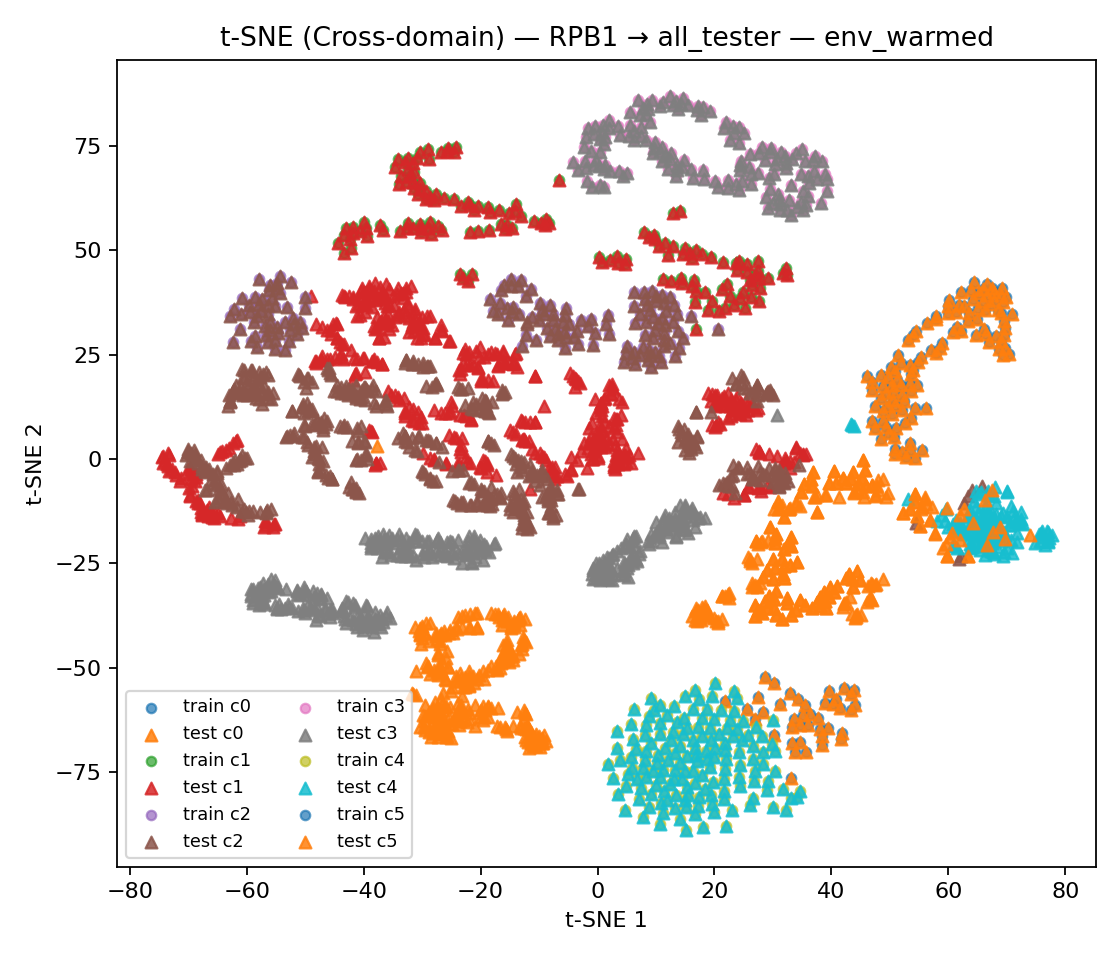 t-SNE (Cross-domain) — RPB1 → all_tester — env_warmed
t-SNE 2
75
50
25
0
−25
−50
−75
train c0
test c0
train c1
test c1
train c2
test c2
train c3
test c3
train c4
test c4
train c5
test c5
−80
−60
−40
−20
0
20
40
60
80
t-SNE 1